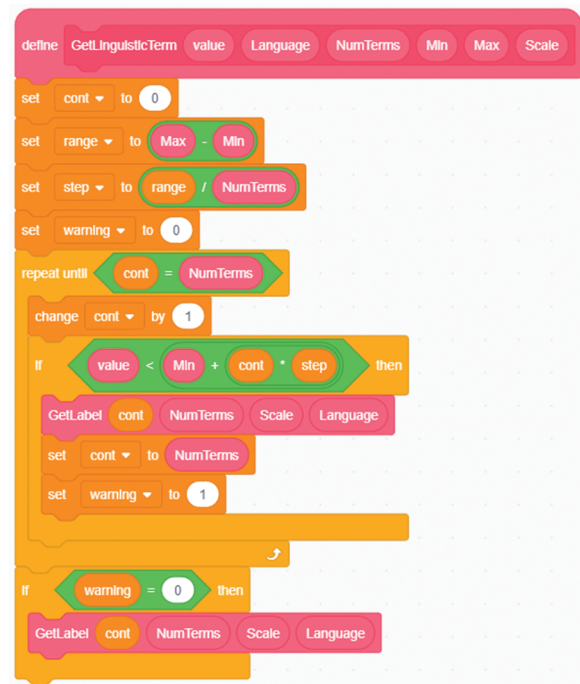 define GetLinguisticTerm value Language NumTerms Min Max Scale
set cont to 0
set range to Max - Min
set step to range / NumTerms
set warning to 0
repeat until cont = NumTerms
change cont by 1
If value < Min + cont * step then
GetLabel cont NumTerms Scale Language
set cont to NumTerms
set warning to 1
If warning = 0 then
GetLabel cont NumTerms Scale Language